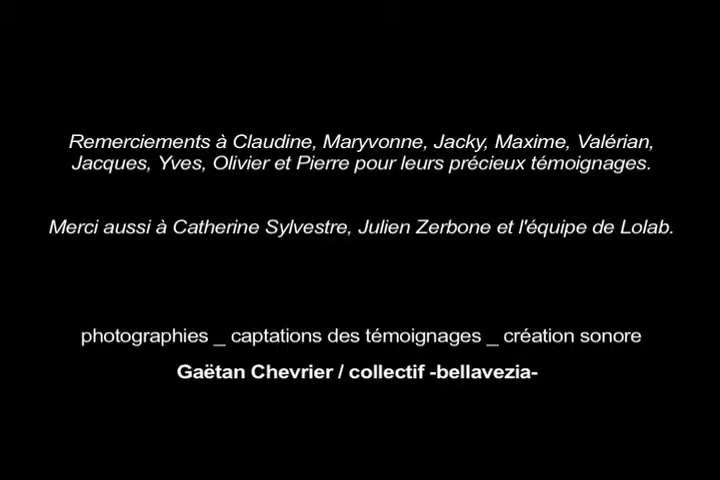 Remerciements à Claudine, Maryvonne, Jacky, Maxime, Valérian,
Jacques, Yves, Olivier et Pierre pour leurs précieux témoignages.
Merci aussi à Catherine Sylvestre, Julien Zerbone et l'équipe de Lolab.
photographies _ captations des témoignages _ création sonore
Gaëtan Chevrier / collectif -bellavezia-